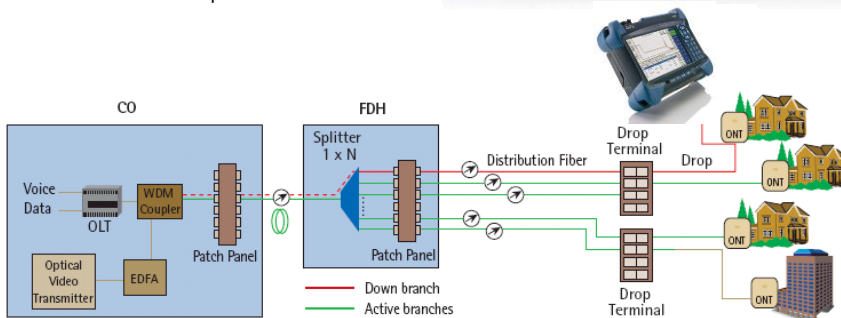 CO
FDH
Splitter
1 x N
Voice
Data
OLT
WDM
Coupler
Patch Panel
Optical
Video
Transmitter
EDFA
Patch Panel
Distribution Fiber
Drop
Terminal
Drop
ONT
ONT
ONT
ONT
Drop
Terminal
Down branch
Active branches